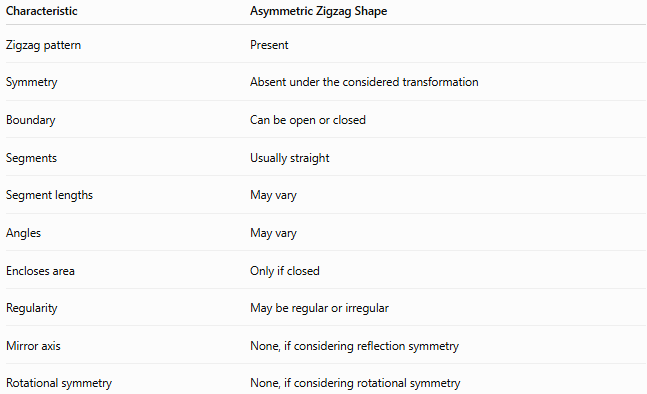 Characteristic Asymmetric Zigzag Shape
Zigzag pattern Present
Symmetry Absent under the considered transformation
Boundary Can be open or closed
Segments Usually straight
Segment lengths May vary
Angles May vary
Encloses area Only if closed
Regularity May be regular or irregular
Mirror axis None, if considering reflection symmetry
Rotational symmetry None, if considering rotational symmetry